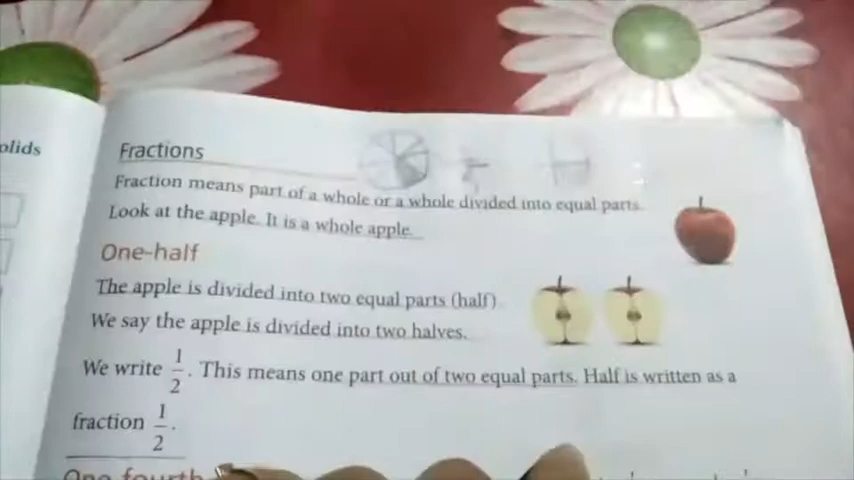 olids
Fractions
Fraction means part of a whole or a whole divided into equal parts.
Look at the apple. It is a whole apple.
One-half
The apple is divided into two equal parts (half).
We say the apple is divided into two halves.
We write 1/2. This means one part out of two equal parts. Half is written as a
fraction 1/2.
One fourth